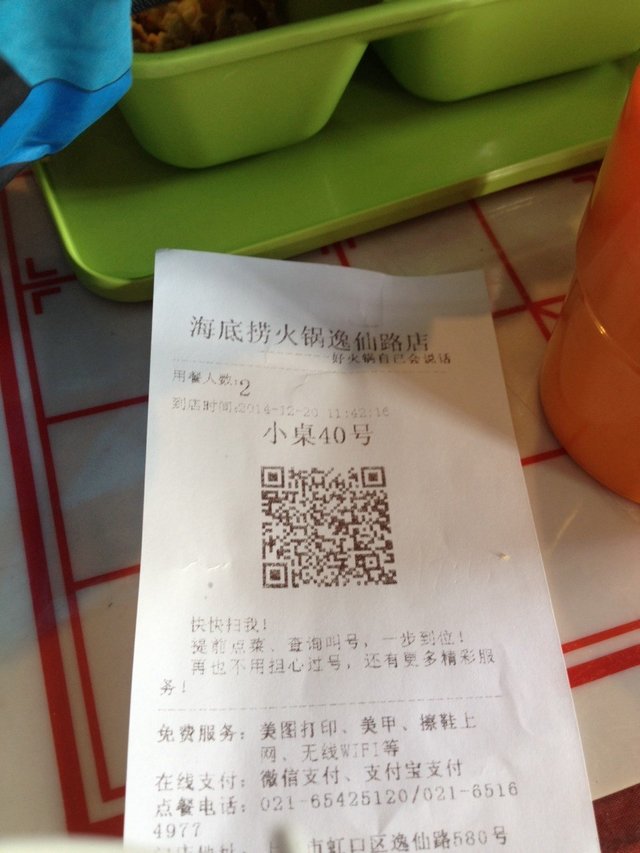 海底捞火锅逸仙路店
好火锅自己会说话
用餐人数:2
到店时间:2014-12-20 11:42:16
小桌40号
快快扫我!
提前点菜、查询叫号,一步到位!
再也不用担心过号,还有更多精彩服
务!
免费服务: 美图打印、美甲、擦鞋上
网、无线WIFI等
在线支付: 微信支付、支付宝支付
点餐电话: 021-65425120/021-6516
4977
市虹口区逸仙路580号